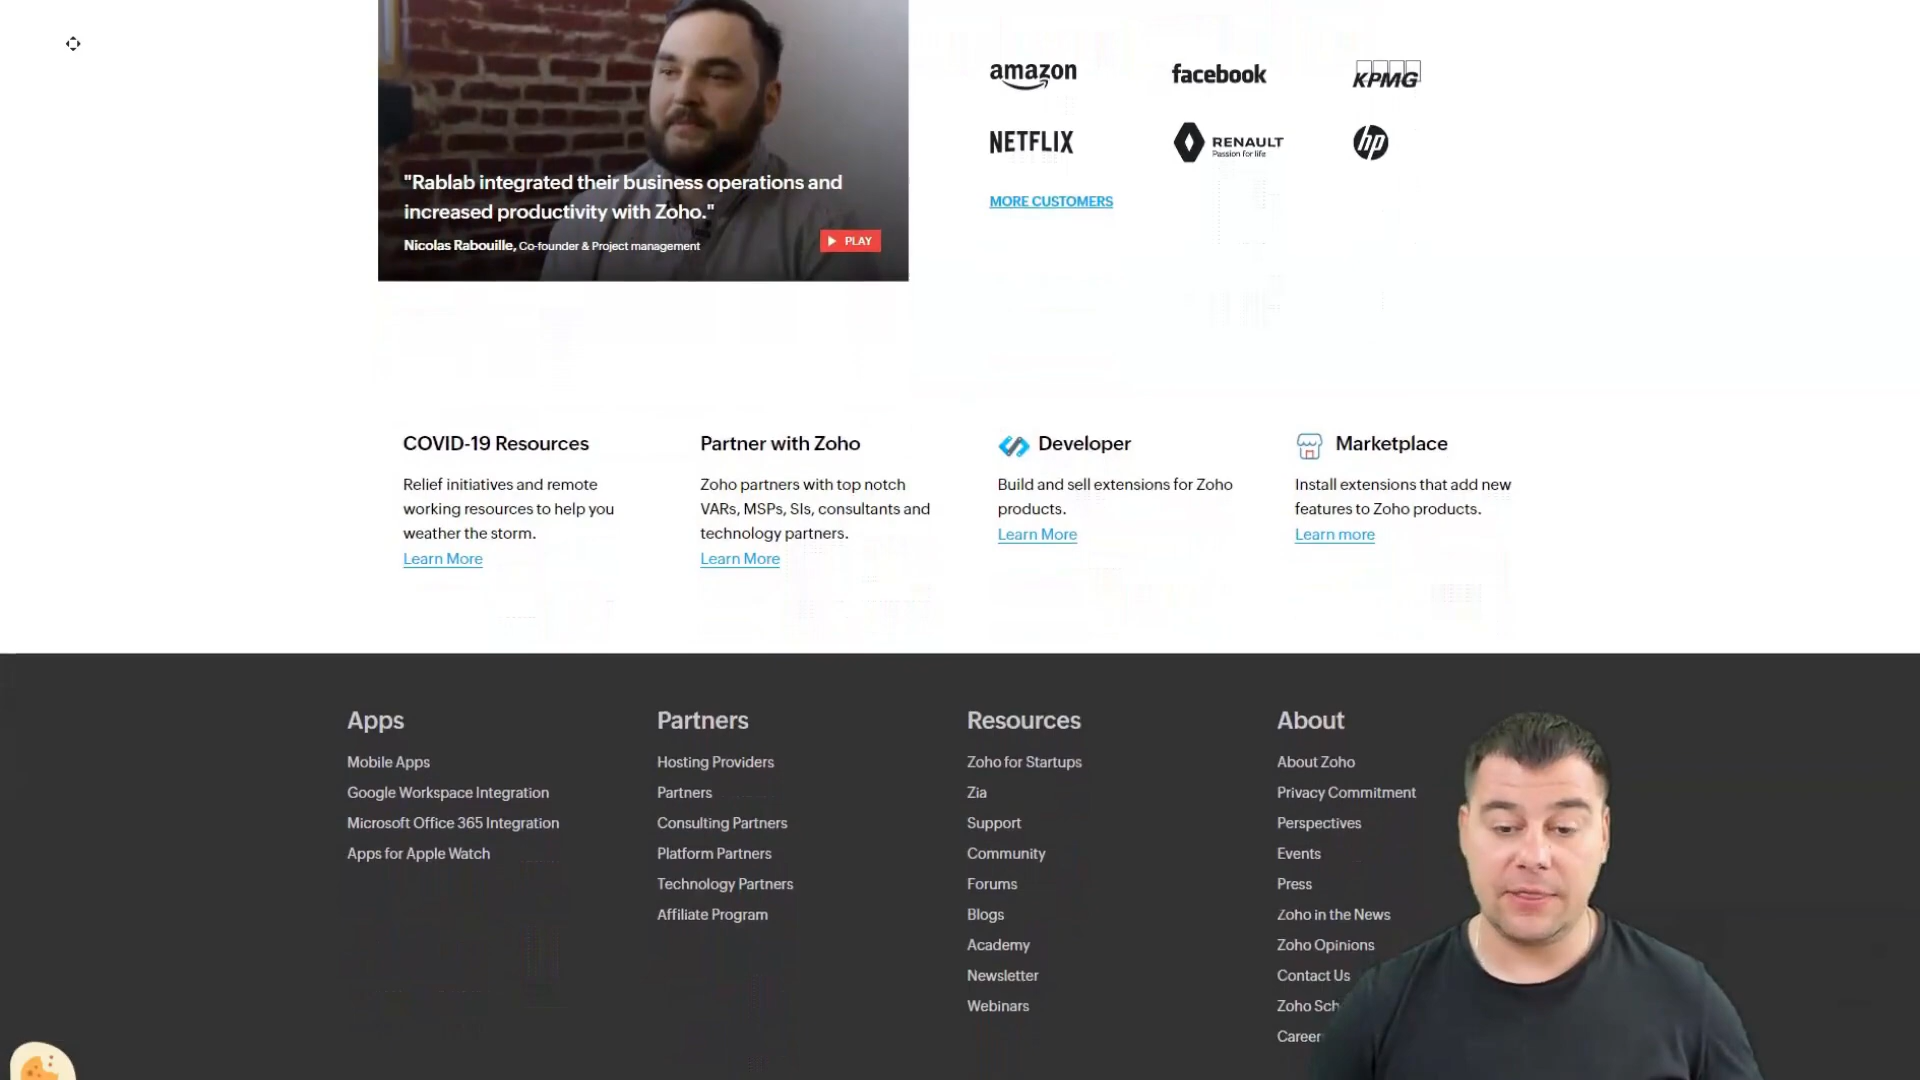 amazon
facebook
KPMG
NETFLIX
RENAULT
Passion for life
hp
MORE CUSTOMERS
"Rablab integrated their business operations and
increased productivity with Zoho."
Nicolas Rabouille, Co-founder & Project management
PLAY
COVID-19 Resources
Relief initiatives and remote
working resources to help you
weather the storm.
Learn More
Partner with Zoho
Zoho partners with top notch
VARs, MSPs, SIs, consultants and
technology partners.
Learn More
Developer
Build and sell extensions for Zoho
products.
Learn More
Marketplace
Install extensions that add new
features to Zoho products.
Learn more
Apps
Mobile Apps
Google Workspace Integration
Microsoft Office 365 Integration
Apps for Apple Watch
Partners
Hosting Providers
Partners
Consulting Partners
Platform Partners
Technology Partners
Affiliate Program
Resources
Zoho for Startups
Zia
Support
Community
Forums
Blogs
Academy
Newsletter
Webinars
About
About Zoho
Privacy Commitment
Perspectives
Events
Press
Zoho in the News
Zoho Opinions
Contact Us
Zoho Sch
Career